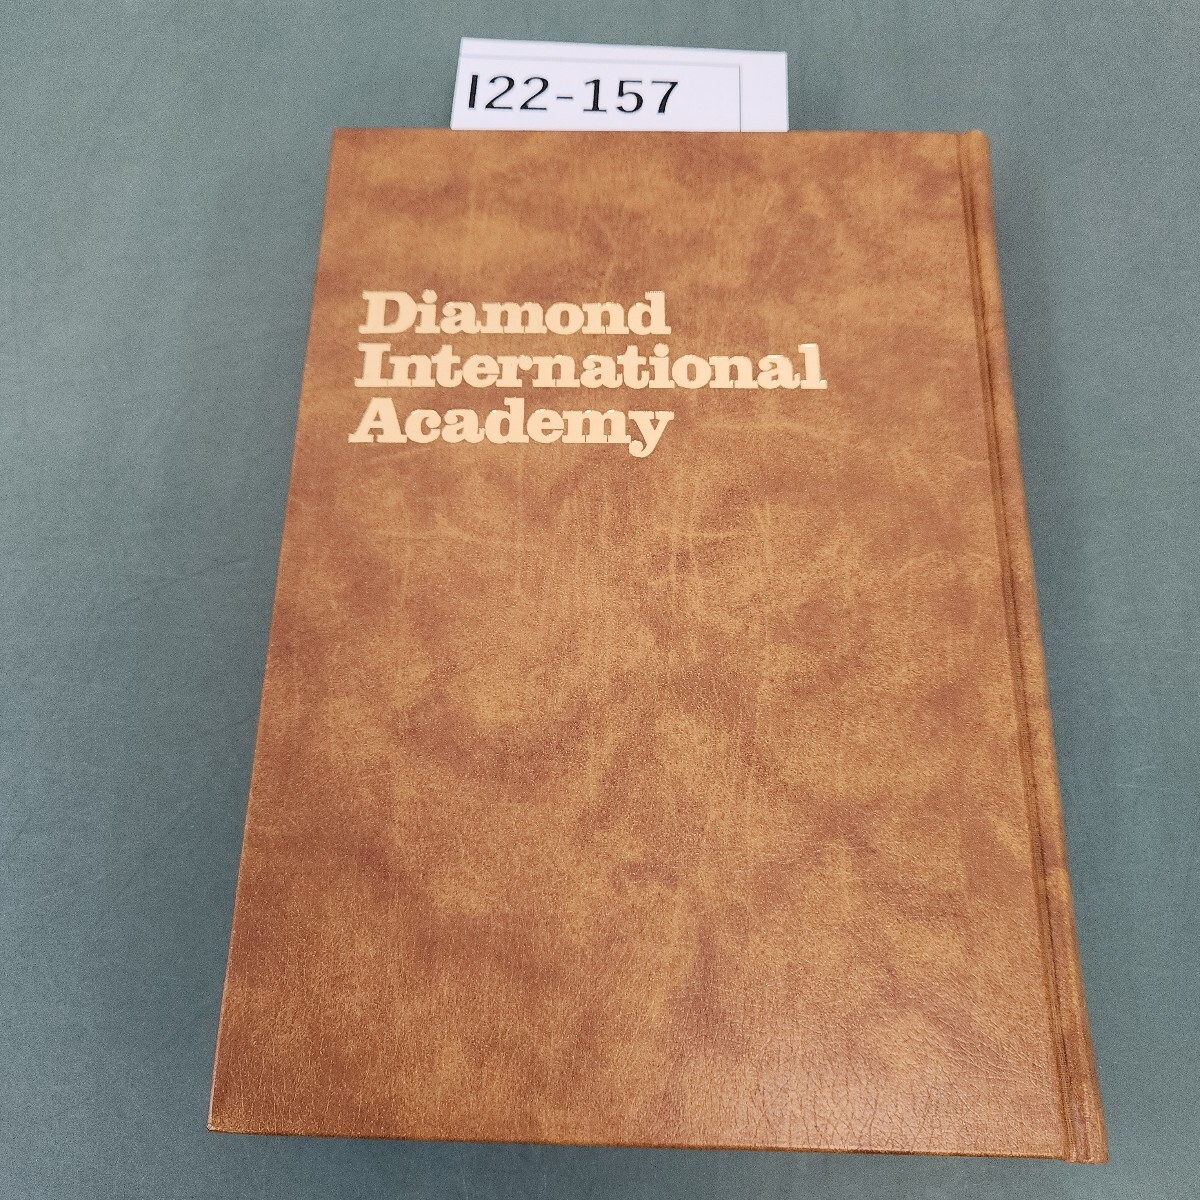 I22-157
Diamond
International
Academy